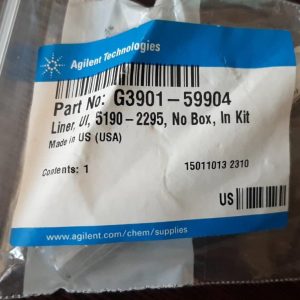 Agilent Technologies
Part No: G3901-59904
Liner, UI, 5190-2295, No Box, In Kit
Made in US (USA)
Contents: 1
15011013 2310
US
www.agilent.com/chem/supplies